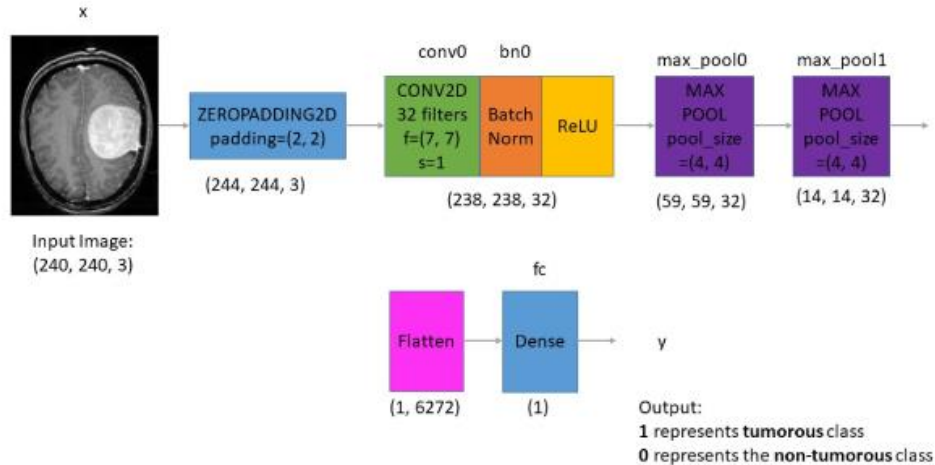 x
Input Image:
(240, 240, 3)
ZEROPADDING2D
padding=(2, 2)
(244, 244, 3)
conv0
bn0
CONV2D
32 filters
f=(7, 7)
s=1
Batch
Norm
ReLU
(238, 238, 32)
max_pool0
MAX
POOL
pool_size
=(4, 4)
(59, 59, 32)
max_pool1
MAX
POOL
pool_size
=(4, 4)
(14, 14, 32)
Flatten
(1, 6272)
fc
Dense
(1)
y
Output:
1 represents tumorous class
0 represents the non-tumorous class